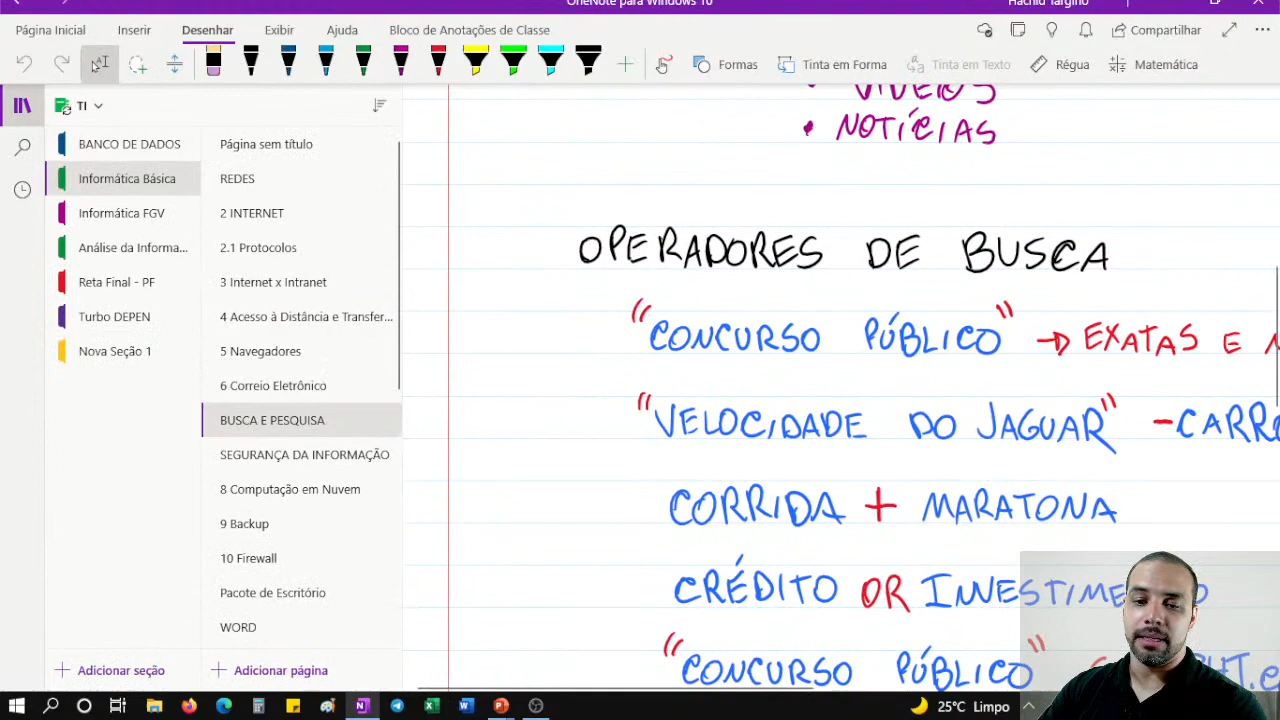 OneNote para Windows 10
Hachid Targino
Página Inicial Inserir Desenhar Exibir Ajuda Bloco de Anotações de Classe Compartilhar
Formas Tinta em Forma Tinta em Texto Régua Matemática
TI
BANCO DE DADOS
Informática Básica
Informática FGV
Análise da Informa...
Reta Final - PF
Turbo DEPEN
Nova Seção 1
Adicionar seção
Página sem título
REDES
2 INTERNET
2.1 Protocolos
3 Internet x Intranet
4 Acesso à Distância e Transfer...
5 Navegadores
6 Correio Eletrônico
BUSCA E PESQUISA
SEGURANÇA DA INFORMAÇÃO
8 Computação em Nuvem
9 Backup
10 Firewall
Pacote de Escritório
WORD
Adicionar página
• VÍDEOS
• NOTÍCIAS
OPERADORES DE BUSCA
"CONCURSO PÚBLICO" → EXATAS E
"VELOCIDADE DO JAGUAR" -CARRO
CORRIDA + MARATONA
CRÉDITO OR INVESTIMENTO
"CONCURSO PÚBLICO"
25°C Limpo